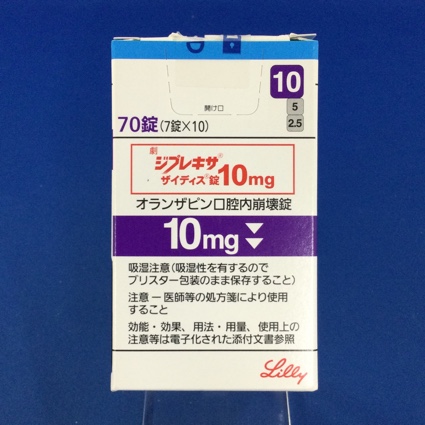 10
5
2.5
開け口
70錠(7錠×10)
劇
ジプレキサ®
ザイディス®錠10mg
オランザピン口腔内崩壊錠
10mg
吸湿注意(吸湿性を有するので
ブリスター包装のまま保存すること)
注意ー医師等の処方箋により使用
すること
効能・効果、用法・用量、使用上の
注意等は電子化された添付文書参照
Lilly